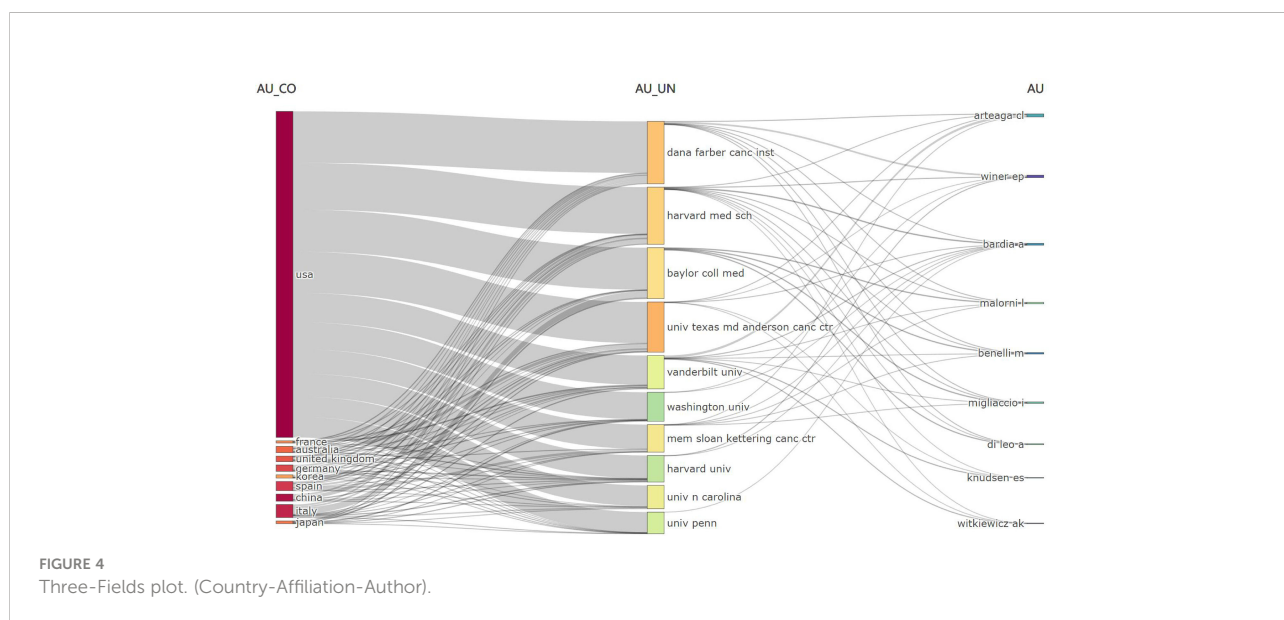 AU_CO
AU_UN
AU
usa
france
australia
united kingdom
germany
korea
spain
china
italy
japan
dana farber canc inst
harvard med sch
baylor coll med
univ texas md anderson canc ctr
vanderbilt univ
washington univ
mem sloan kettering canc ctr
harvard univ
univ n carolina
univ penn
arteaga cl
winer ep
bardia a
malorni l
benelli m
migliaccio i
di leo a
knudsen es
witkiewicz ak
FIGURE 4
Three-Fields plot. (Country-Affiliation-Author).